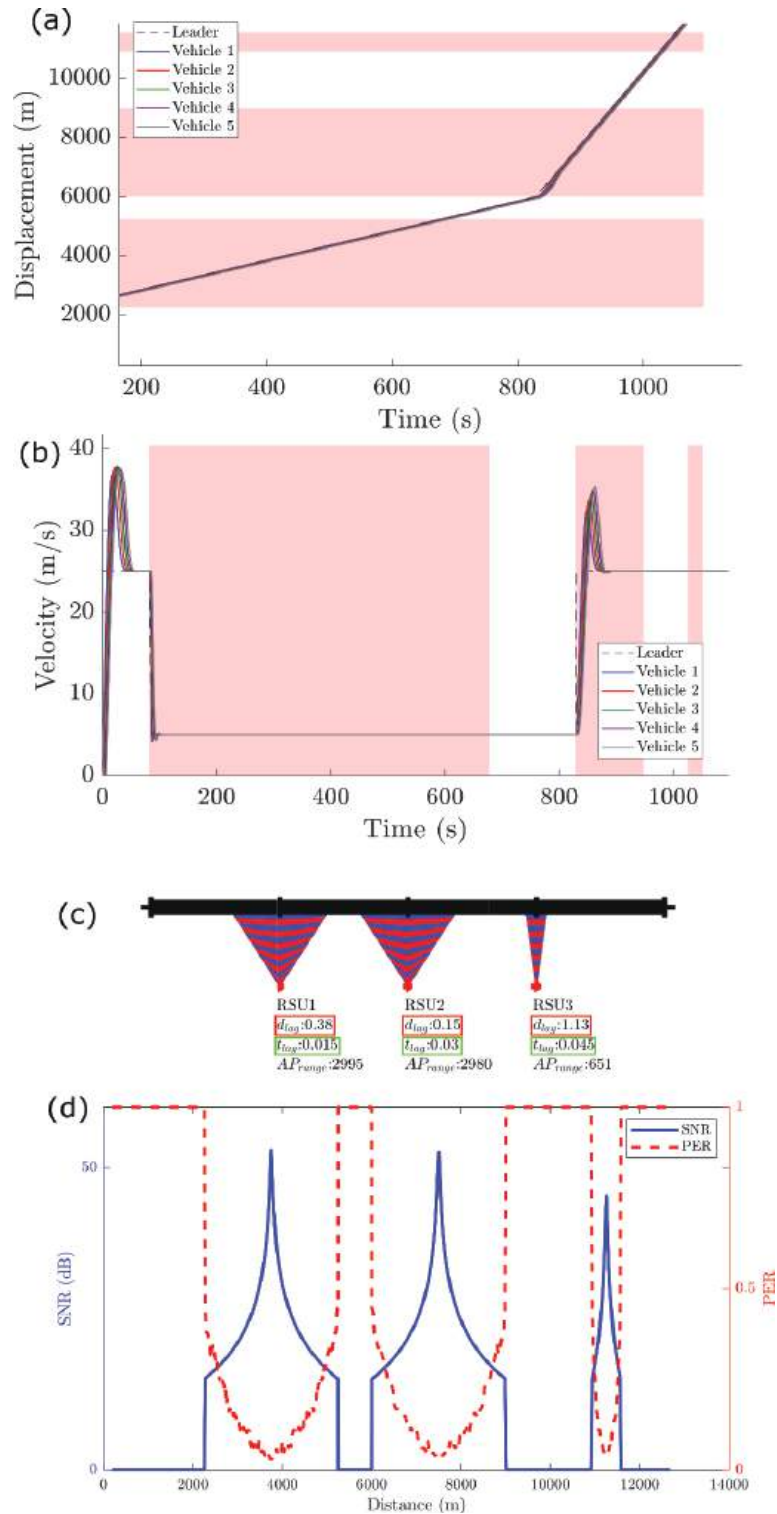 (a)
Leader
Vehicle 1
Vehicle 2
Vehicle 3
Vehicle 4
Vehicle 5
Displacement (m)
10000
8000
6000
4000
2000
200 400 600 800 1000
Time (s)
(b)
Velocity (m/s)
40
30
20
10
0
Leader
Vehicle 1
Vehicle 2
Vehicle 3
Vehicle 4
Vehicle 5
0 200 400 600 800 1000
Time (s)
(c)
RSU1 RSU2 RSU3
d_lag:0.38 d_lag:0.15 d_lag:1.13
t_lag:0.015 t_lag:0.03 t_lag:0.045
AP_range:2995 AP_range:2980 AP_range:651
(d)
SNR
PER
SNR (dB)
50
0
PER
1
0.5
0
0 2000 4000 6000 8000 10000 12000 14000
Distance (m)